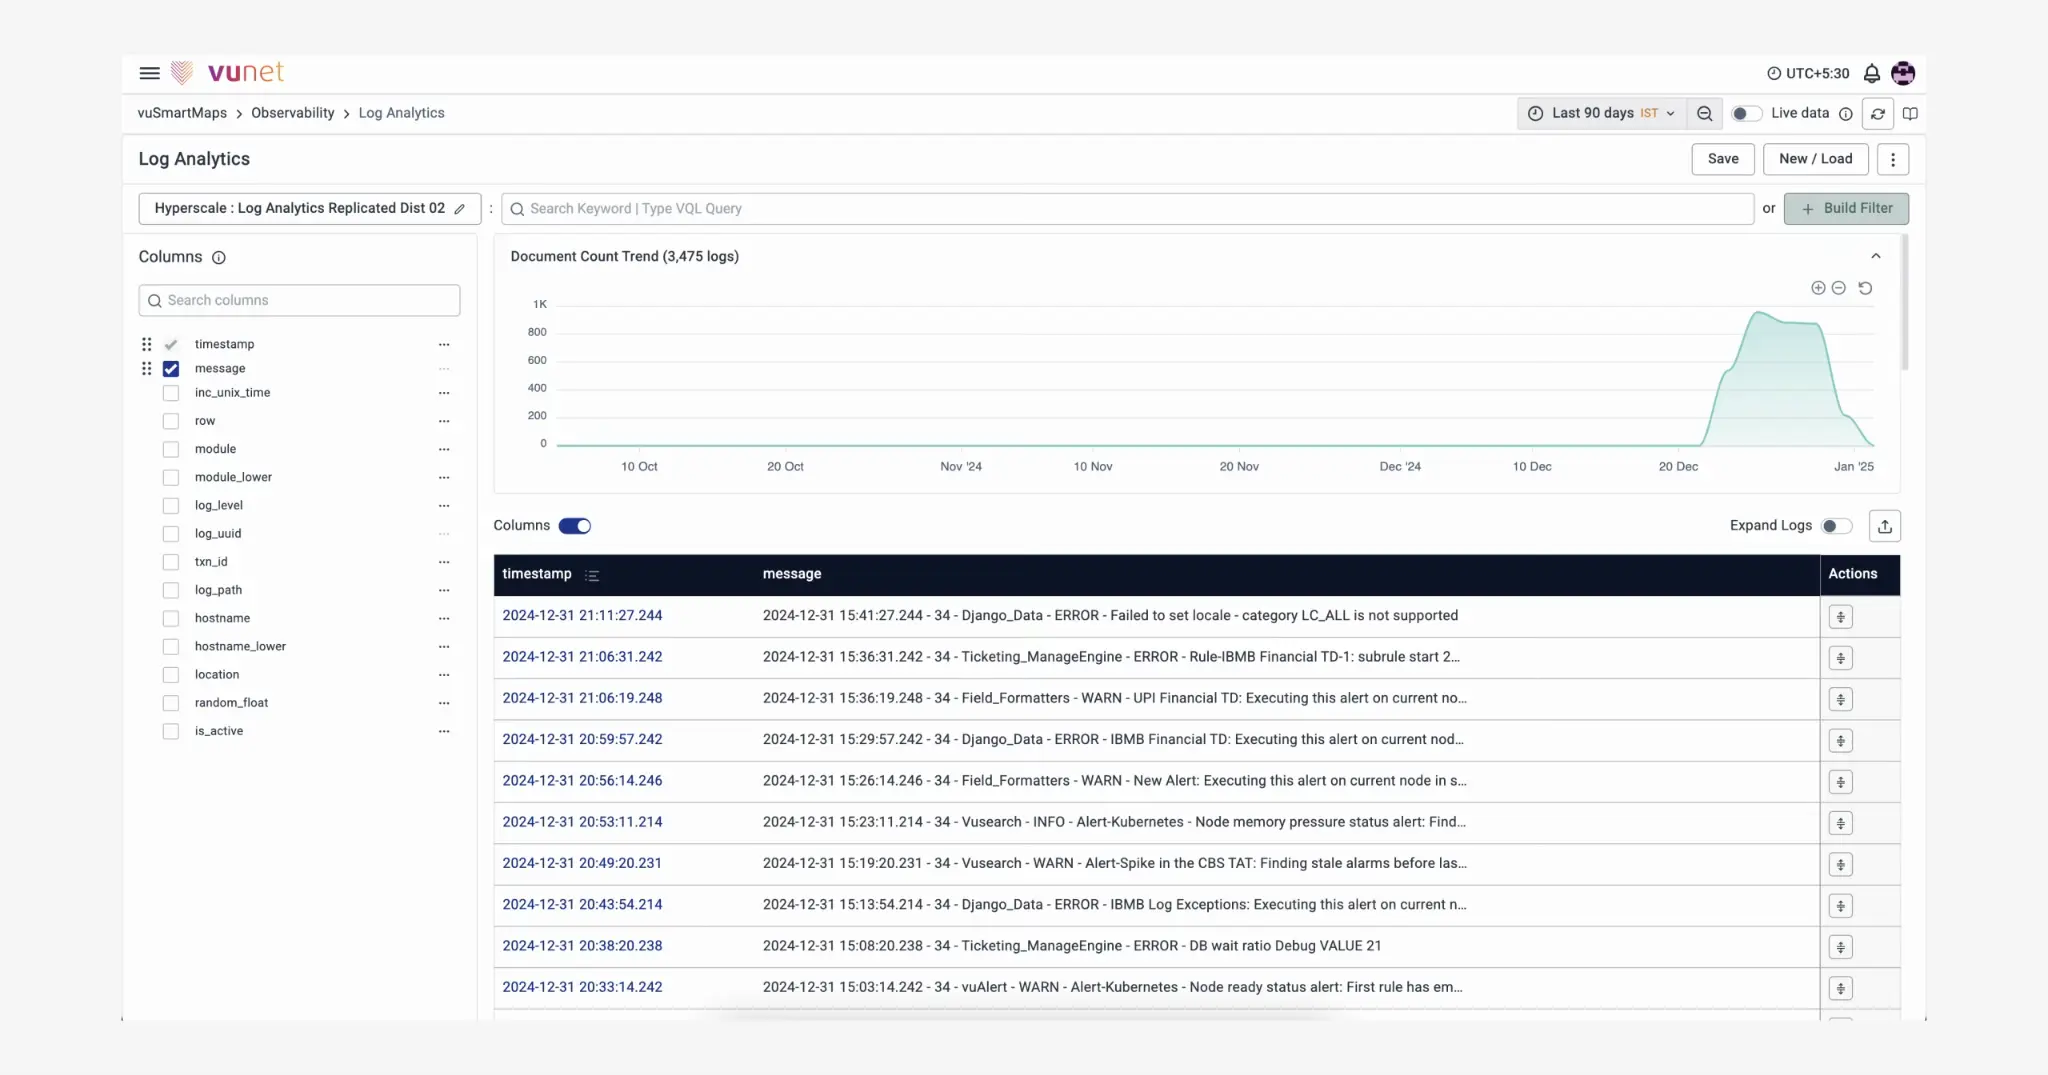 vunet
UTC+5:30
vuSmartMaps > Observability > Log Analytics
Last 90 days IST
Live data
Log Analytics
Save
New / Load
Hyperscale : Log Analytics Replicated Dist 02
:
Search Keyword | Type VQL Query
or
+ Build Filter
Columns
Search columns
timestamp
message
inc_unix_time
row
module
module_lower
log_level
log_uuid
txn_id
log_path
hostname
hostname_lower
location
random_float
is_active
Document Count Trend (3,475 logs)
1K
800
600
400
200
0
10 Oct
20 Oct
Nov '24
10 Nov
20 Nov
Dec '24
10 Dec
20 Dec
Jan '25
Columns
Expand Logs
timestamp message Actions
2024-12-31 21:11:27.244 2024-12-31 15:41:27.244 - 34 - Django_Data - ERROR - Failed to set locale - category LC_ALL is not supported
2024-12-31 21:06:31.242 2024-12-31 15:36:31.242 - 34 - Ticketing_ManageEngine - ERROR - Rule-IBMB Financial TD-1: subrule start 2...
2024-12-31 21:06:19.248 2024-12-31 15:36:19.248 - 34 - Field_Formatters - WARN - UPI Financial TD: Executing this alert on current no...
2024-12-31 20:59:57.242 2024-12-31 15:29:57.242 - 34 - Django_Data - ERROR - IBMB Financial TD: Executing this alert on current nod...
2024-12-31 20:56:14.246 2024-12-31 15:26:14.246 - 34 - Field_Formatters - WARN - New Alert: Executing this alert on current node in s...
2024-12-31 20:53:11.214 2024-12-31 15:23:11.214 - 34 - Vusearch - INFO - Alert-Kubernetes - Node memory pressure status alert: Find...
2024-12-31 20:49:20.231 2024-12-31 15:19:20.231 - 34 - Vusearch - WARN - Alert-Spike in the CBS TAT: Finding stale alarms before las...
2024-12-31 20:43:54.214 2024-12-31 15:13:54.214 - 34 - Django_Data - ERROR - IBMB Log Exceptions: Executing this alert on current n...
2024-12-31 20:38:20.238 2024-12-31 15:08:20.238 - 34 - Ticketing_ManageEngine - ERROR - DB wait ratio Debug VALUE 21
2024-12-31 20:33:14.242 2024-12-31 15:03:14.242 - 34 - vuAlert - WARN - Alert-Kubernetes - Node ready status alert: First rule has em...